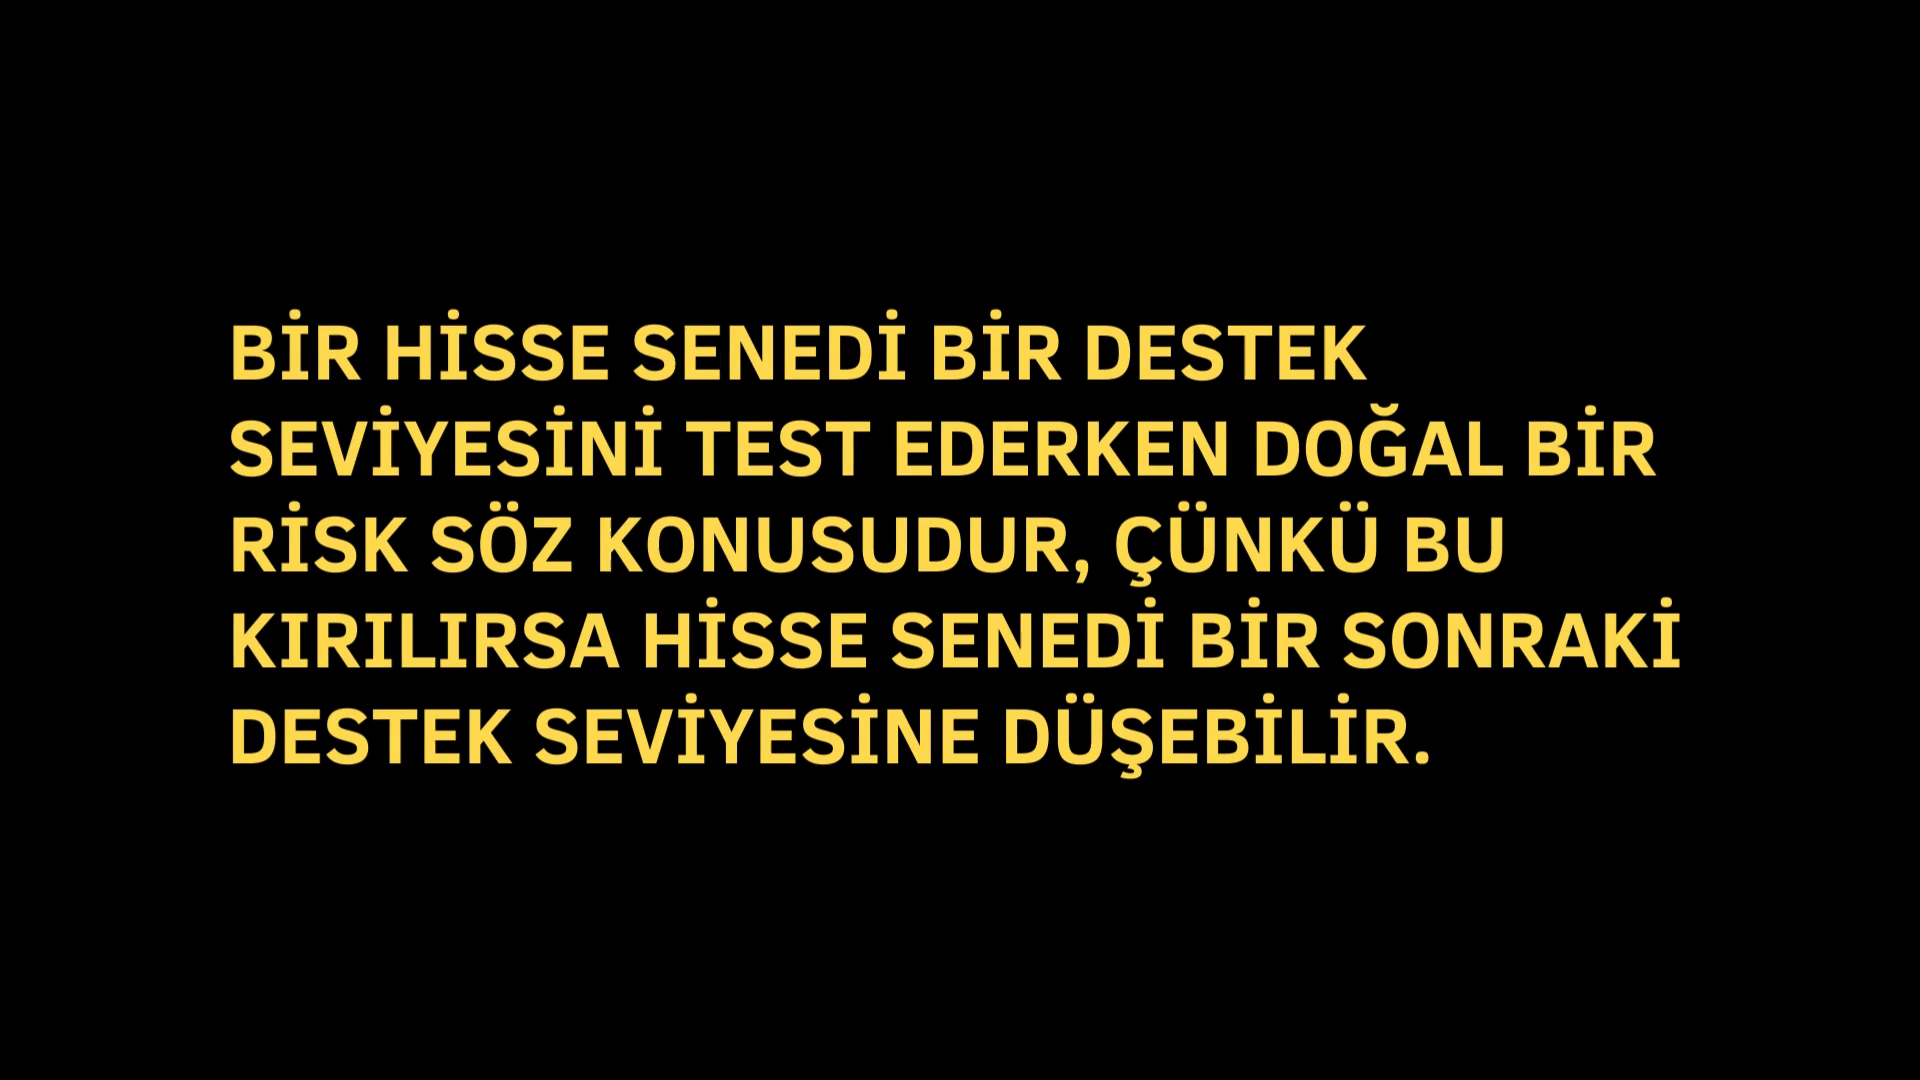 BİR HİSSE SENEDİ BİR DESTEK
SEVİYESİNİ TEST EDERKEN DOĞAL BİR
RİSK SÖZ KONUSUDUR, ÇÜNKÜ BU
KIRILIRSA HİSSE SENEDİ BİR SONRAKİ
DESTEK SEVİYESİNE DÜŞEBİLİR.